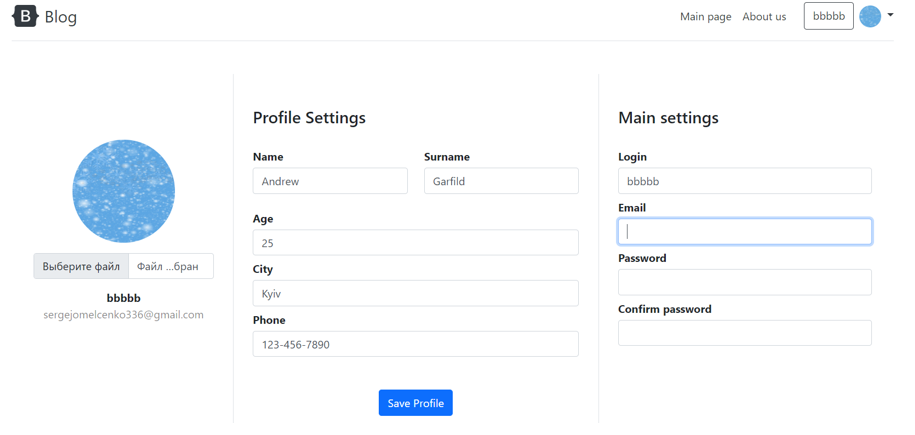 B Blog
Main page About us bbbbb
Выберите файл Файл ...бран
bbbbb
sergejomelcenko336@gmail.com
Profile Settings
Name Surname
Andrew Garfild
Age
25
City
Kyiv
Phone
123-456-7890
Save Profile
Main settings
Login
bbbbb
Email
Password
Confirm password